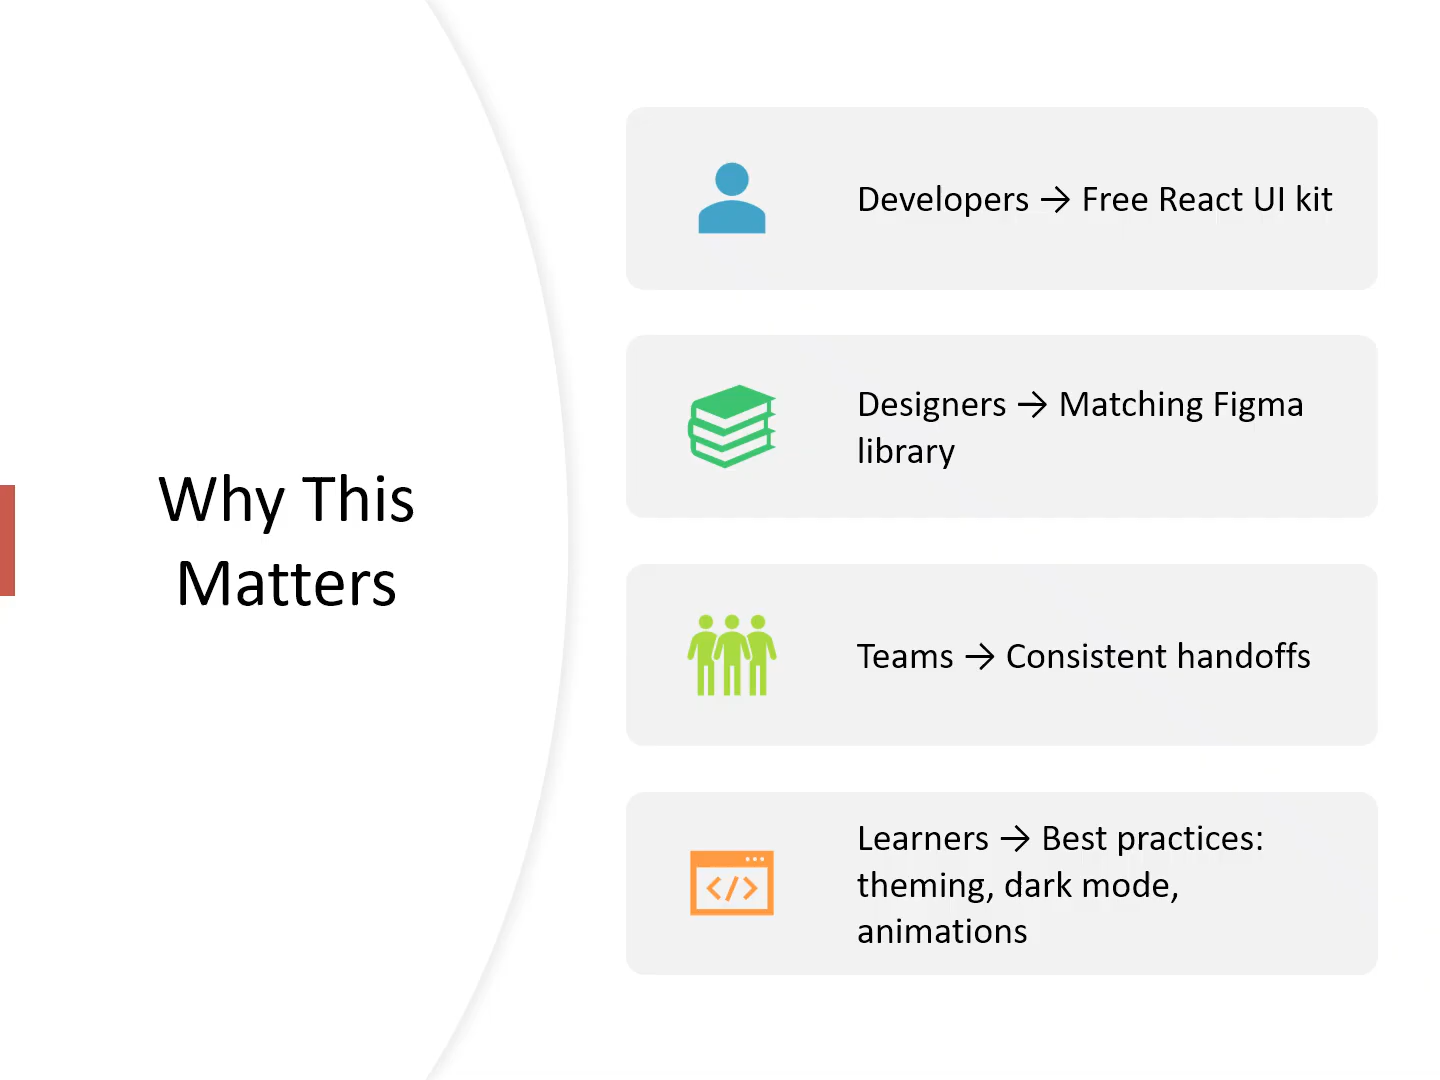 Why This
Matters
Developers → Free React UI kit
Designers → Matching Figma
library
Teams → Consistent handoffs
Learners → Best practices:
theming, dark mode,
animations